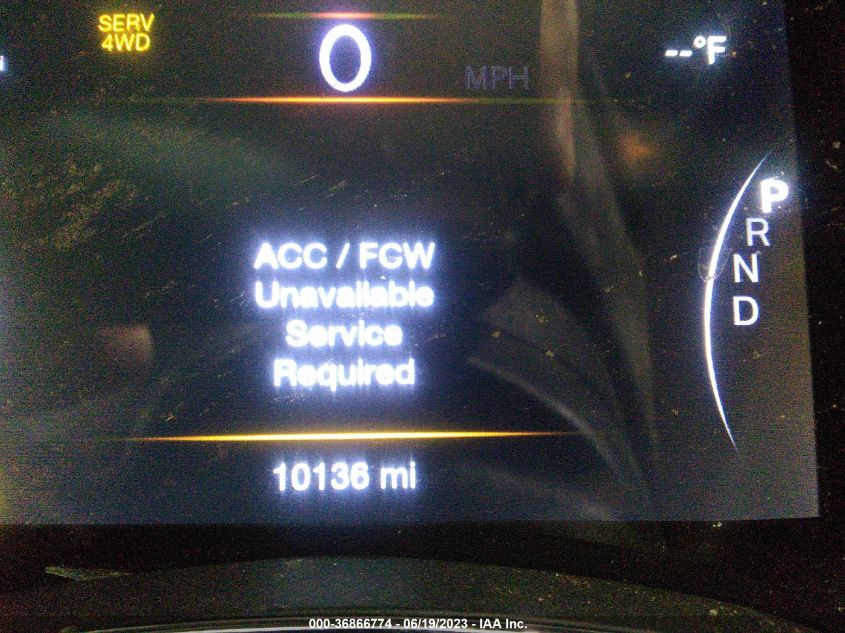 SERV
4WD
0
MPH
--°F
P
R
N
D
ACC / FCW
Unavailable
Service
Required
10136 mi
000-36866774 - 06/19/2023 - IAA Inc.